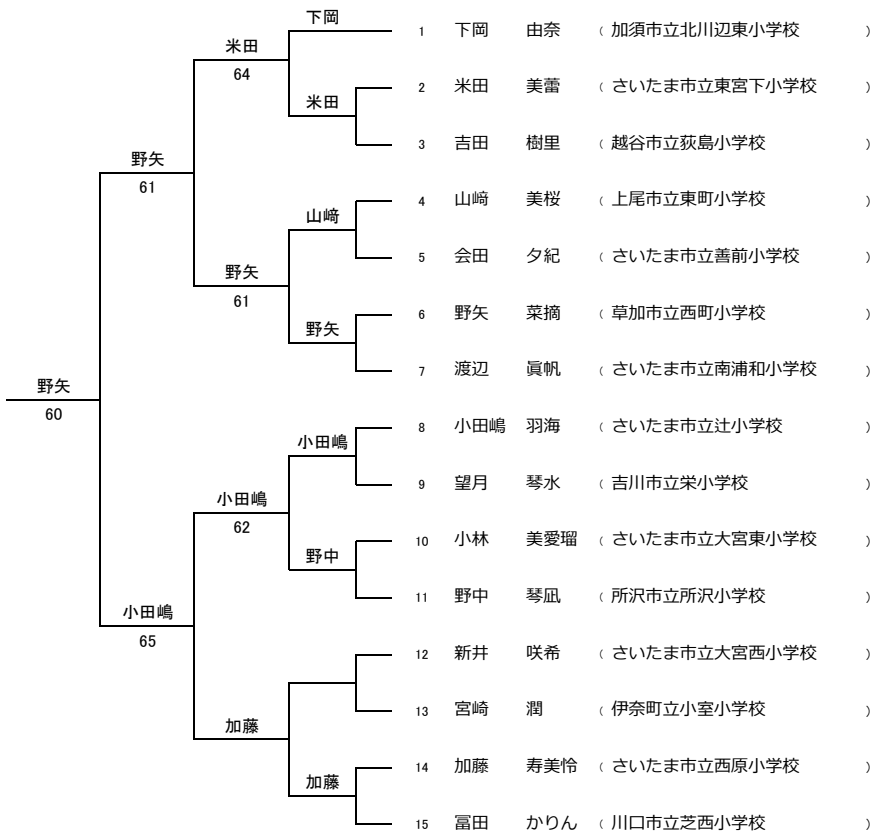 下岡
1 下岡 由奈 ( 加須市立北川辺東小学校 )
米田
64
2 米田 美蕾 ( さいたま市立東宮下小学校 )
米田
3 吉田 樹里 ( 越谷市立荻島小学校 )
野矢
61
4 山﨑 美桜 ( 上尾市立東町小学校 )
山﨑
5 会田 夕紀 ( さいたま市立善前小学校 )
野矢
61
6 野矢 菜摘 ( 草加市立西町小学校 )
野矢
7 渡辺 眞帆 ( さいたま市立南浦和小学校 )
野矢
60
8 小田嶋 羽海 ( さいたま市立辻小学校 )
小田嶋
9 望月 琴水 ( 吉川市立栄小学校 )
小田嶋
62
10 小林 美愛瑠 ( さいたま市立大宮東小学校 )
野中
11 野中 琴凪 ( 所沢市立所沢小学校 )
小田嶋
65
12 新井 咲希 ( さいたま市立大宮西小学校 )
13 宮崎 潤 ( 伊奈町立小室小学校 )
加藤
14 加藤 寿美怜 ( さいたま市立西原小学校 )
加藤
15 冨田 かりん ( 川口市立芝西小学校 )